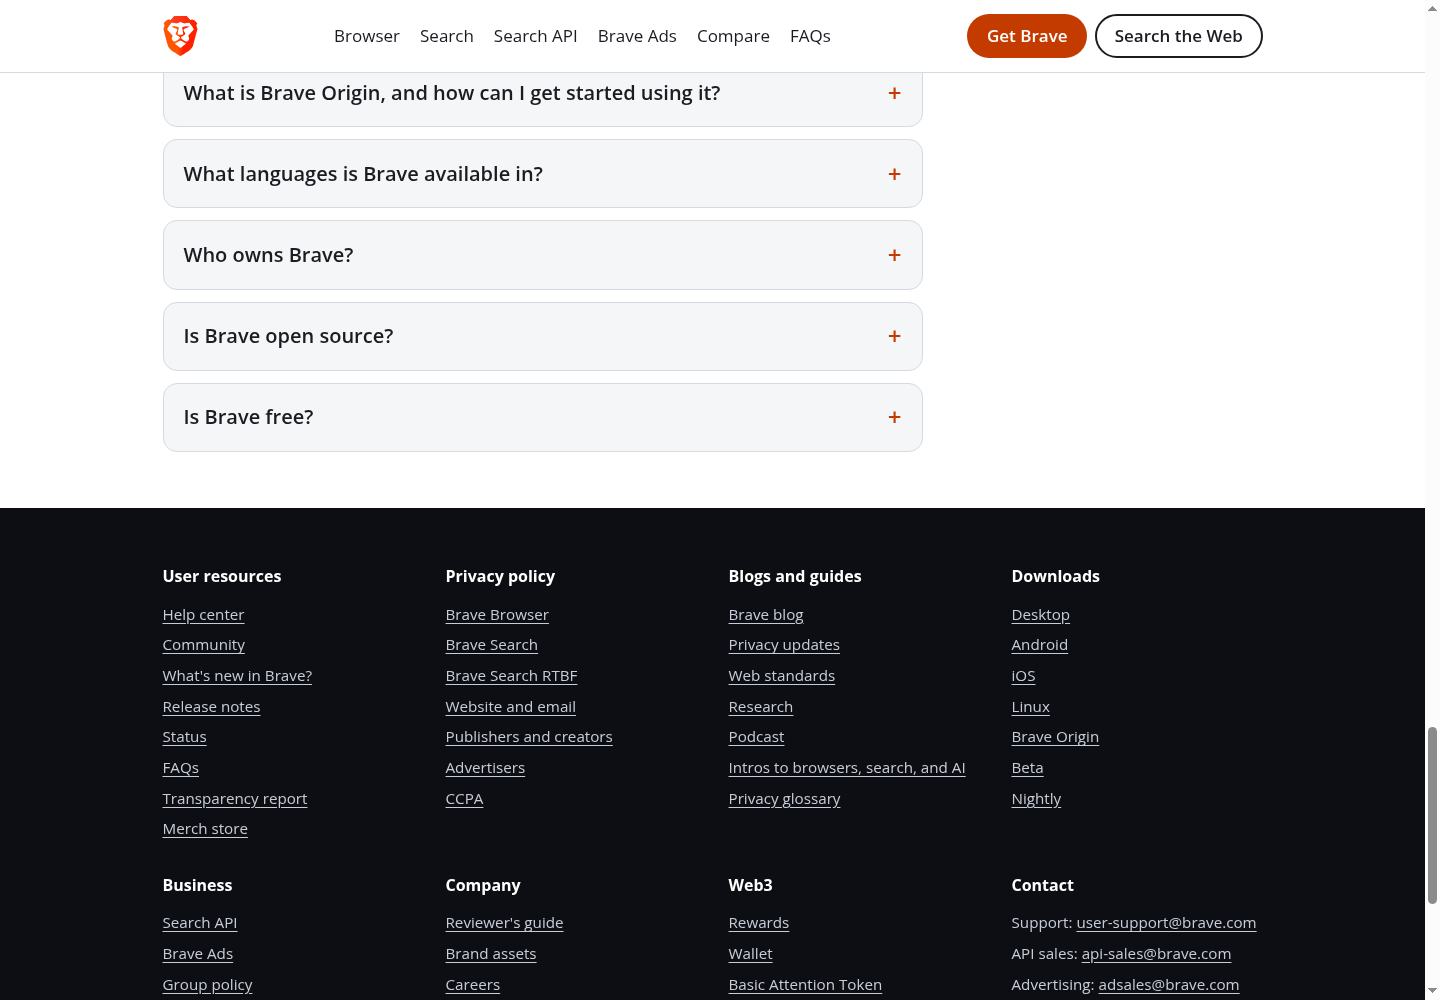 Browser Search Search API Brave Ads Compare FAQs Get Brave Search the Web
What is Brave Origin, and how can I get started using it? +
What languages is Brave available in? +
Who owns Brave? +
Is Brave open source? +
Is Brave free? +
User resources
Help center
Community
What's new in Brave?
Release notes
Status
FAQs
Transparency report
Merch store
Privacy policy
Brave Browser
Brave Search
Brave Search RTBF
Website and email
Publishers and creators
Advertisers
CCPA
Blogs and guides
Brave blog
Privacy updates
Web standards
Research
Podcast
Intros to browsers, search, and AI
Privacy glossary
Downloads
Desktop
Android
iOS
Linux
Brave Origin
Beta
Nightly
Business
Search API
Brave Ads
Group policy
Company
Reviewer's guide
Brand assets
Careers
Web3
Rewards
Wallet
Basic Attention Token
Contact
Support: user-support@brave.com
API sales: api-sales@brave.com
Advertising: adsales@brave.com